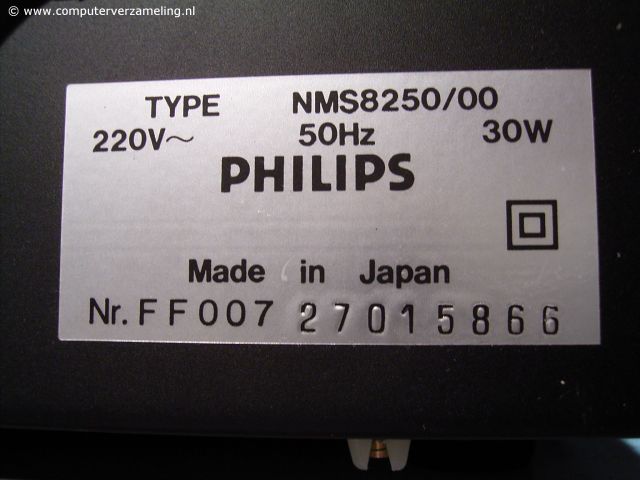 © www.computerverzameling.nl
TYPE NMS8250/00
220V~ 50Hz 30W
PHILIPS
Made in Japan
Nr. FF007 27015866